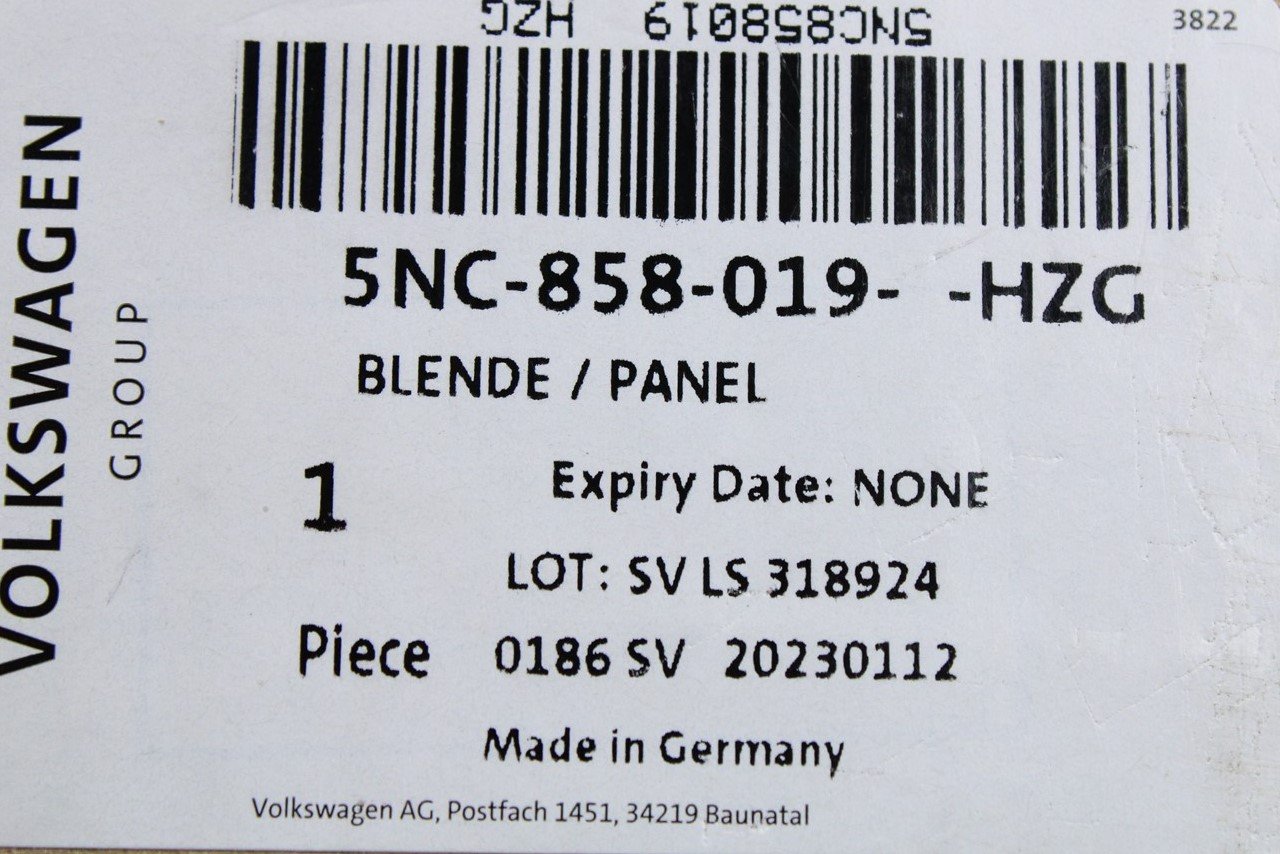 5NC858019 HZG
3822
VOLKSWAGEN
GROUP
5NC-858-019- -HZG
BLENDE / PANEL
1
Expiry Date: NONE
LOT: SV LS 318924
Piece
0186 SV 20230112
Made in Germany
Volkswagen AG, Postfach 1451, 34219 Baunatal